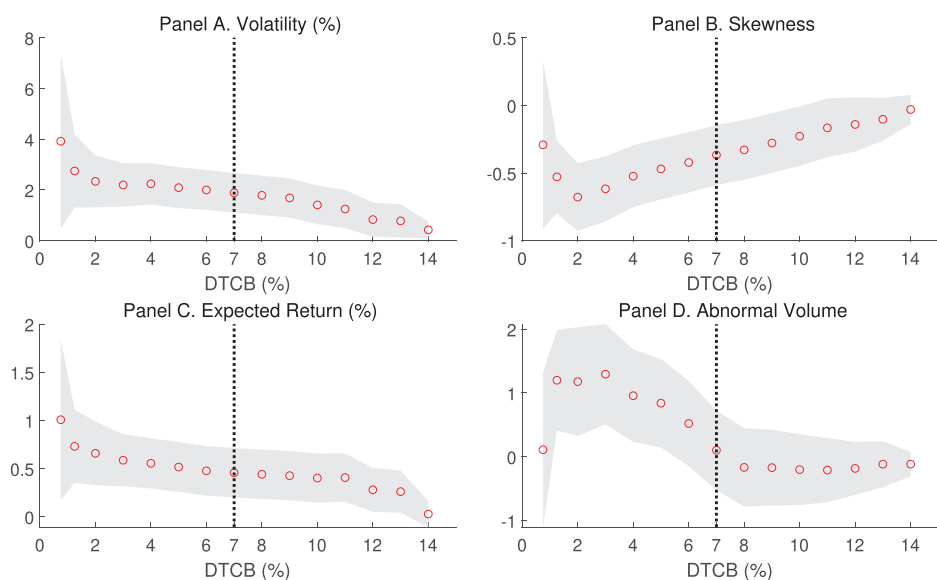 Panel A. Volatility (%)
8
6
4
2
0
0 2 4 6 7 8 10 12 14
DTCB (%)
Panel B. Skewness
0.5
0
-0.5
-1
0 2 4 6 7 8 10 12 14
DTCB (%)
Panel C. Expected Return (%)
2
1.5
1
0.5
0
0 2 4 6 7 8 10 12 14
DTCB (%)
Panel D. Abnormal Volume
2
1
0
-1
0 2 4 6 7 8 10 12 14
DTCB (%)